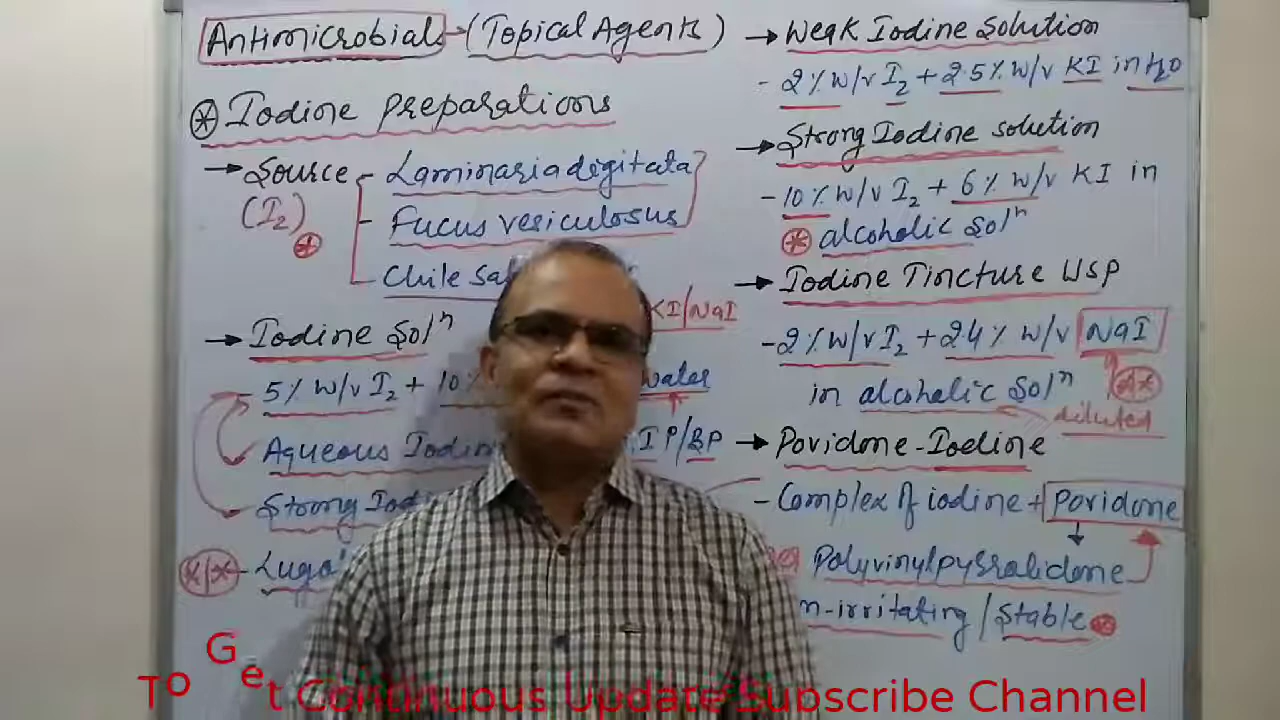 Antimicrobials → (Topical Agents)
⊛ Iodine preparations
→ Source - Laminaria digitata
(I₂) - Fucus vesiculosus
- Chile
KI/NaI
→ Iodine Solⁿ
5% w/v I₂ + 10% water
Aqueous IP/BP
Strong
-
→ Weak Iodine Solution
- 2% w/v I₂ + 2.5% w/v KI in H₂O
→ Strong Iodine solution
- 10% w/v I₂ + 6% w/v KI in
alcoholic Solⁿ
→ Iodine Tincture USP
- 2% w/v I₂ + 2.4% w/v NaI
in alcoholic Solⁿ
diluted
→ Povidone-Iodine
- Complex of iodine + Povidone
Polyvinylpyrrolidone
irritating / Stable
To Get Continuous Update Subscribe Channel